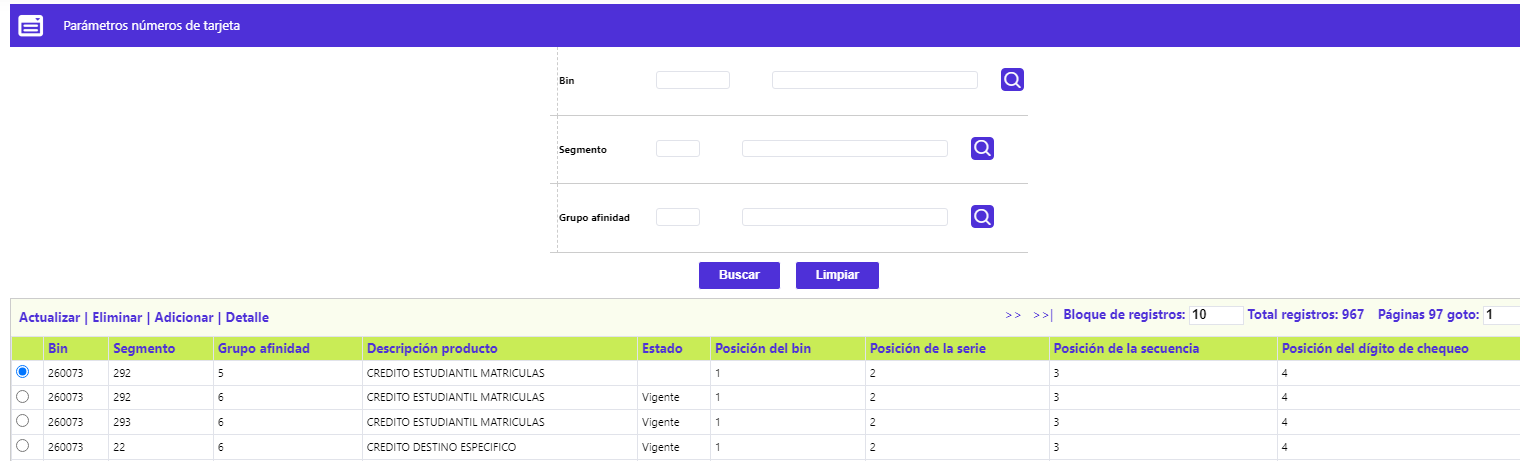 Parámetros números de tarjeta
Bin
Segmento
Grupo afinidad
Buscar Limpiar
Actualizar | Eliminar | Adicionar | Detalle >> >>| Bloque de registros: 10 Total registros: 967 Páginas 97 goto: 1
Bin Segmento Grupo afinidad Descripción producto Estado Posición del bin Posición de la serie Posición de la secuencia Posición del dígito de chequeo
260073 292 5 CREDITO ESTUDIANTIL MATRICULAS 1 2 3 4
260073 292 6 CREDITO ESTUDIANTIL MATRICULAS Vigente 1 2 3 4
260073 293 6 CREDITO ESTUDIANTIL MATRICULAS Vigente 1 2 3 4
260073 22 6 CREDITO DESTINO ESPECIFICO Vigente 1 2 3 4